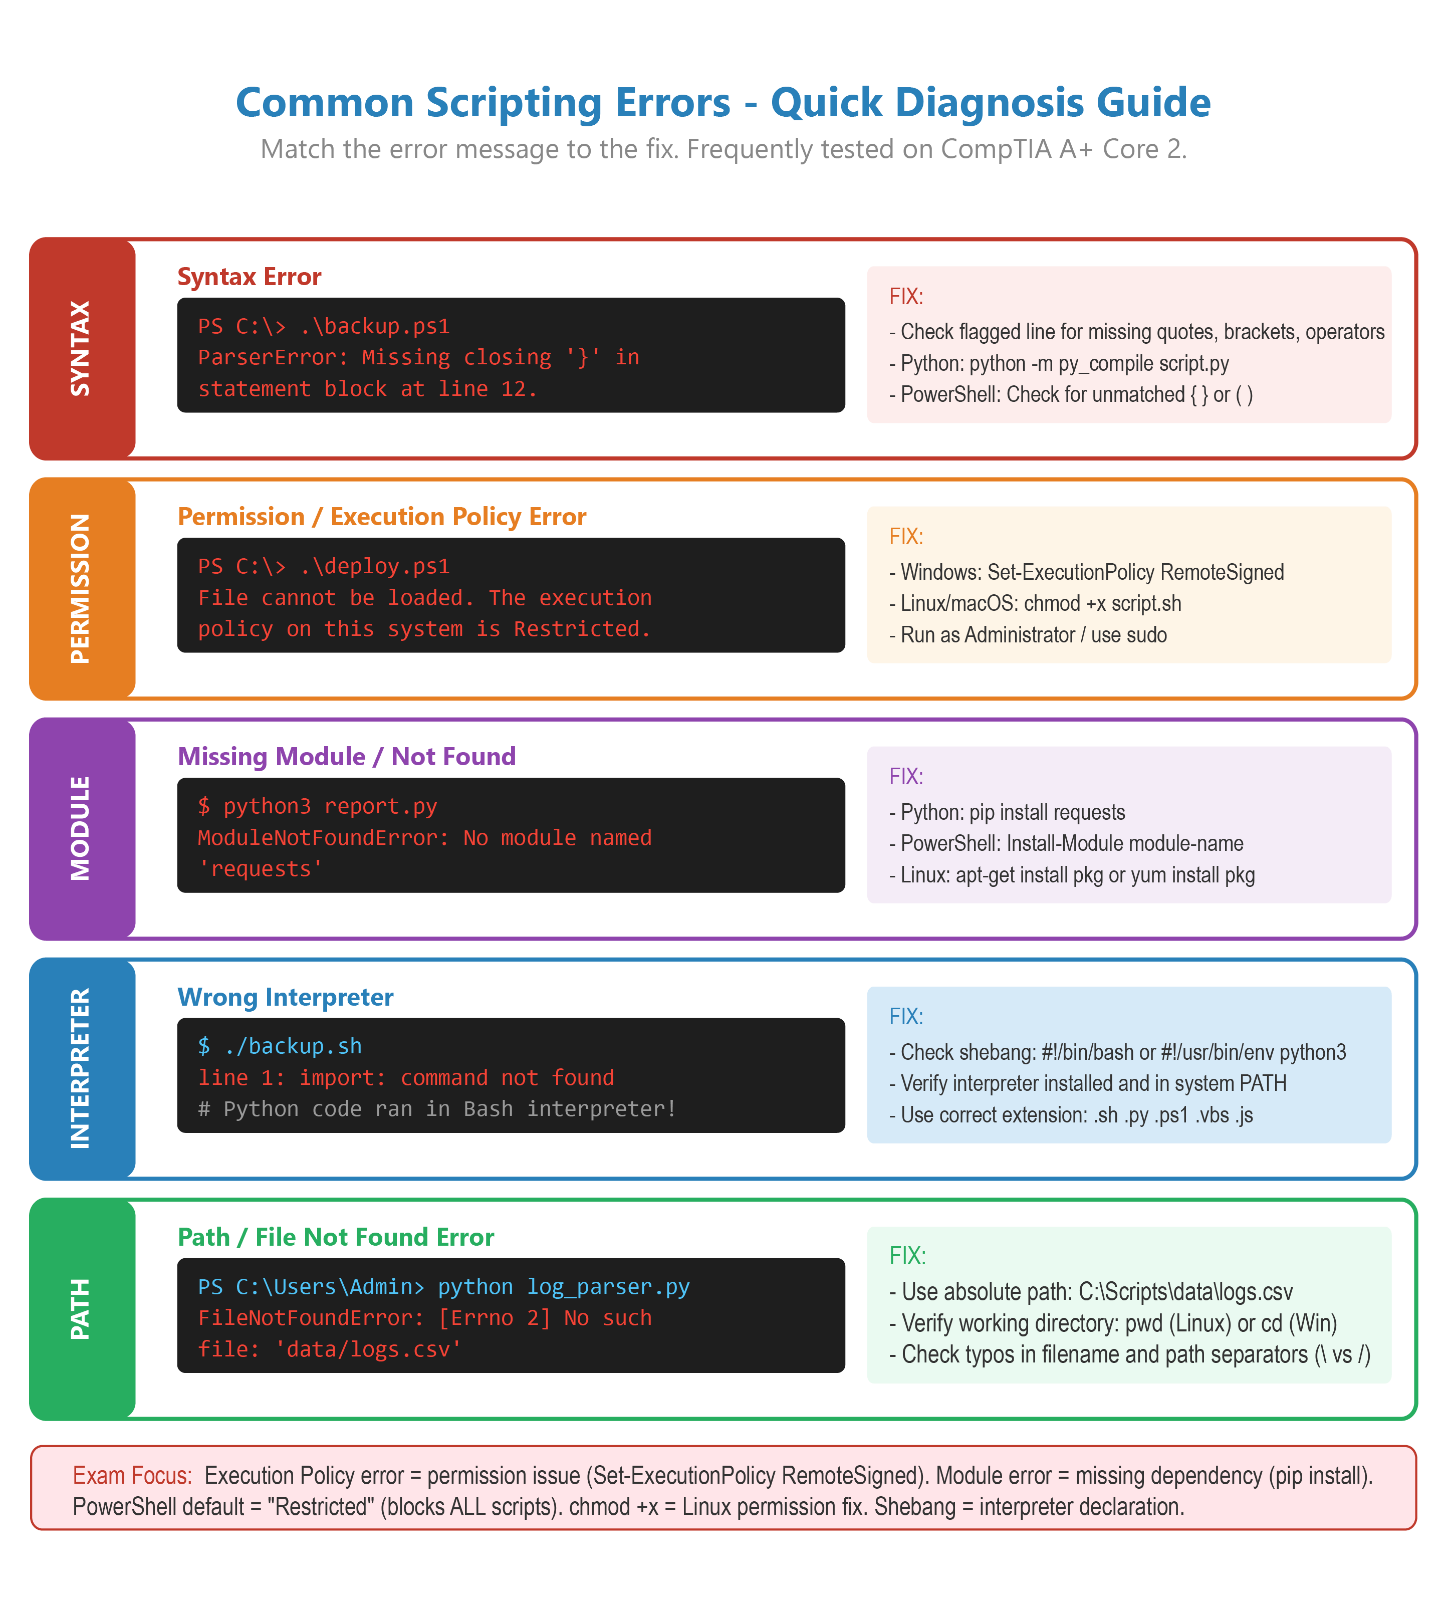 Common Scripting Errors - Quick Diagnosis Guide
Match the error message to the fix. Frequently tested on CompTIA A+ Core 2.
SYNTAX
Syntax Error
PS C:\> .\backup.ps1
ParserError: Missing closing '}' in
statement block at line 12.
FIX:
- Check flagged line for missing quotes, brackets, operators
- Python: python -m py_compile script.py
- PowerShell: Check for unmatched { } or ( )
PERMISSION
Permission / Execution Policy Error
PS C:\> .\deploy.ps1
File cannot be loaded. The execution
policy on this system is Restricted.
FIX:
- Windows: Set-ExecutionPolicy RemoteSigned
- Linux/macOS: chmod +x script.sh
- Run as Administrator / use sudo
MODULE
Missing Module / Not Found
$ python3 report.py
ModuleNotFoundError: No module named
'requests'
FIX:
- Python: pip install requests
- PowerShell: Install-Module module-name
- Linux: apt-get install pkg or yum install pkg
INTERPRETER
Wrong Interpreter
$ ./backup.sh
line 1: import: command not found
# Python code ran in Bash interpreter!
FIX:
- Check shebang: #!/bin/bash or #!/usr/bin/env python3
- Verify interpreter installed and in system PATH
- Use correct extension: .sh .py .ps1 .vbs .js
PATH
Path / File Not Found Error
PS C:\Users\Admin> python log_parser.py
FileNotFoundError: [Errno 2] No such
file: 'data/logs.csv'
FIX:
- Use absolute path: C:\Scripts\data\logs.csv
- Verify working directory: pwd (Linux) or cd (Win)
- Check typos in filename and path separators (\ vs /)
Exam Focus: Execution Policy error = permission issue (Set-ExecutionPolicy RemoteSigned). Module error = missing dependency (pip install).
PowerShell default = "Restricted" (blocks ALL scripts). chmod +x = Linux permission fix. Shebang = interpreter declaration.